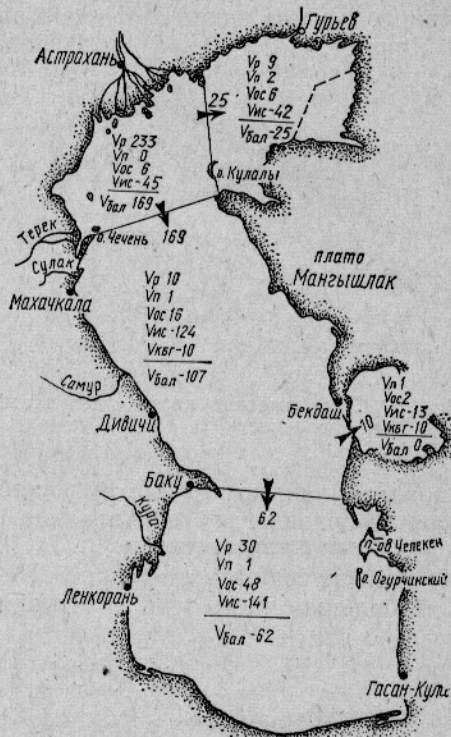 Гурьев
Астрахань
Vр 9
Vп 2
Vос 6
Vис-42
Vбал-25
25
Vр 233
Vп 0
Vос 6
Vис-45
Vбал 169
о. Кулалы
Терек
о. Чечень
169
Сулак
Махачкала
плато
Мангышлак
Vр 10
Vп 1
Vос 16
Vис-124
Vкбг-10
Vбал-107
Самур
Дивичи
Бекдаш
Vп 1
Vос 2
Vис-13
Vкбг-10
Vбал 0
10
Баку
62
Кура
п-ов Челекен
о. Огурчинский
Vр 30
Vп 1
Vос 48
Vис-141
Vбал-62
Ленкорань
Гасан-Кули